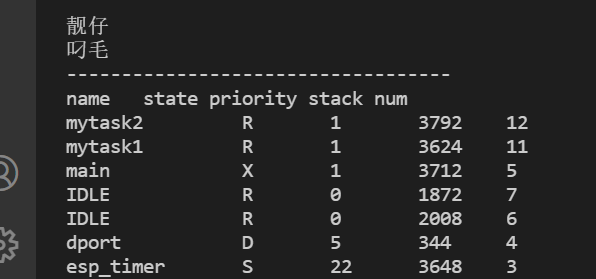 靓仔
叼毛
-----------------------------------
name state priority stack num
mytask2 R 1 3792 12
mytask1 R 1 3624 11
main X 1 3712 5
IDLE R 0 1872 7
IDLE R 0 2008 6
dport D 5 344 4
esp_timer S 22 3648 3